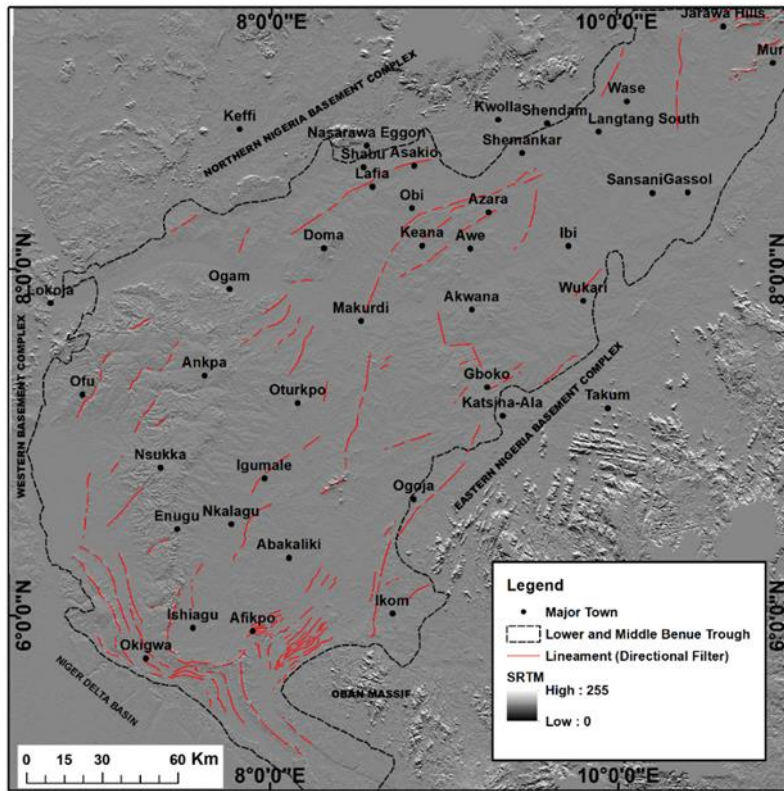 8°0'0"E
10°0'0"E
Jarawa Hills
Mur
Wase
Keffi
NORTHERN NIGERIA BASEMENT COMPLEX
Kwolla
Shendam
Langtang South
Nasarawa Eggon
Shabu
Asakio
Shemankar
Lafia
Sansani
Gassol
Obi
Azara
Doma
Keana
Awe
Ibi
8°0'0"N
8°0'0"N
Ogam
Lokoja
Makurdi
Akwana
Wukari
WESTERN BASEMENT COMPLEX
Ankpa
Ofu
Oturkpo
Gboko
Katsina-Ala
Takum
EASTERN NIGERIA BASEMENT COMPLEX
Nsukka
Igumale
Ogoja
Enugu
Nkalagu
Abakaliki
6°0'0"N
6°0'0"N
Ikom
Ishiagu
Afikpo
Okigwa
NIGER DELTA BASIN
OBAN MASSIF
Legend
Major Town
Lower and Middle Benue Trough
Lineament (Directional Filter)
SRTM
High : 255
Low : 0
0 15 30 60 Km
8°0'0"E
10°0'0"E